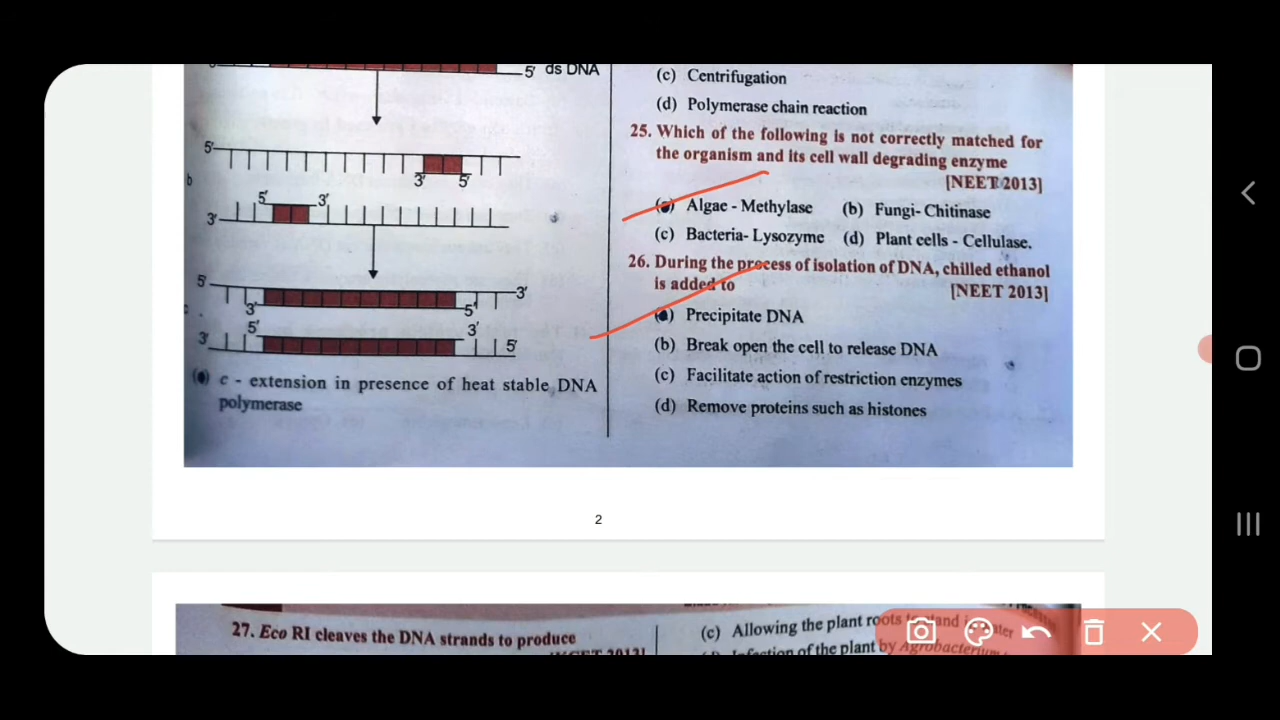 5' ds DNA
5'
3' 5'
b
5' 3'
3'
5' 3'
3' 5'
5' 3'
3' 5'
c - extension in presence of heat stable DNA
polymerase
(c) Centrifugation
(d) Polymerase chain reaction
25. Which of the following is not correctly matched for
the organism and its cell wall degrading enzyme
[NEET 2013]
Algae - Methylase (b) Fungi- Chitinase
(c) Bacteria- Lysozyme (d) Plant cells - Cellulase.
26. During the process of isolation of DNA, chilled ethanol
is added to [NEET 2013]
Precipitate DNA
(b) Break open the cell to release DNA
(c) Facilitate action of restriction enzymes
(d) Remove proteins such as histones
2
27. Eco RI cleaves the DNA strands to produce
(c) Allowing the plant roots
of the plant by Agrobacterium